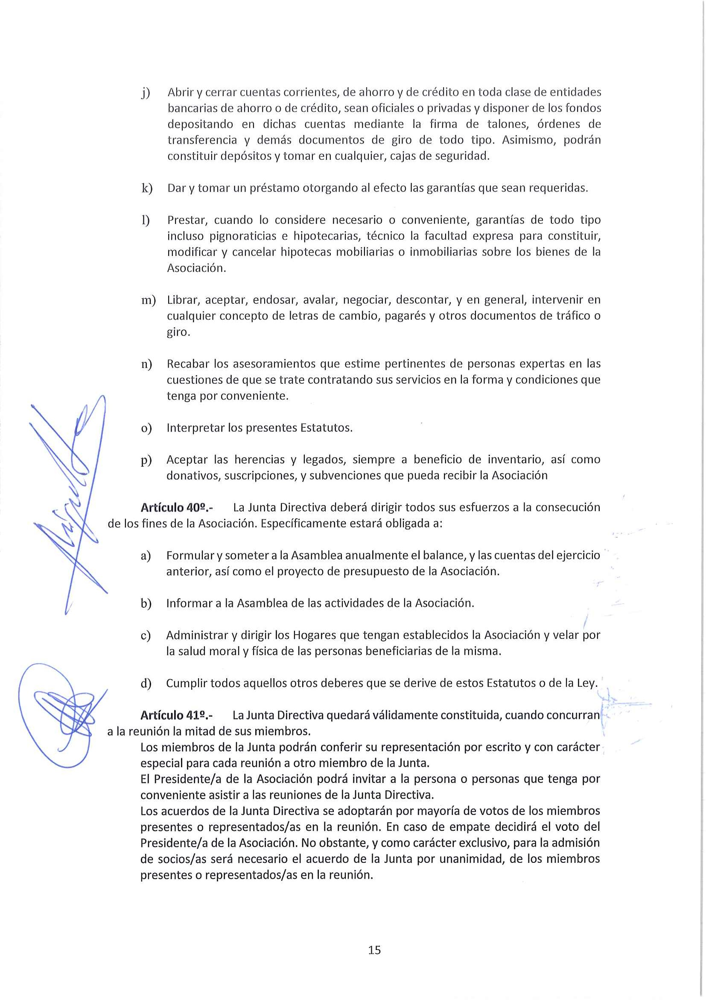 j) Abrir y cerrar cuentas corrientes, de ahorro y de crédito en toda clase de entidades
bancarias de ahorro o de crédito, sean oficiales o privadas y disponer de los fondos
depositando en dichas cuentas mediante la firma de talones, órdenes de
transferencia y demás documentos de giro de todo tipo. Asimismo, podrán
constituir depósitos y tomar en cualquier, cajas de seguridad.
k) Dar y tomar un préstamo otorgando al efecto las garantías que sean requeridas.
l) Prestar, cuando lo considere necesario o conveniente, garantías de todo tipo
incluso pignoraticias e hipotecarias, técnico la facultad expresa para constituir,
modificar y cancelar hipotecas mobiliarias o inmobiliarias sobre los bienes de la
Asociación.
m) Librar, aceptar, endosar, avalar, negociar, descontar, y en general, intervenir en
cualquier concepto de letras de cambio, pagarés y otros documentos de tráfico o
giro.
n) Recabar los asesoramientos que estime pertinentes de personas expertas en las
cuestiones de que se trate contratando sus servicios en la forma y condiciones que
tenga por conveniente.
o) Interpretar los presentes Estatutos.
p) Aceptar las herencias y legados, siempre a beneficio de inventario, así como
donativos, suscripciones, y subvenciones que pueda recibir la Asociación
Artículo 40º.- La Junta Directiva deberá dirigir todos sus esfuerzos a la consecución
de los fines de la Asociación. Específicamente estará obligada a:
a) Formular y someter a la Asamblea anualmente el balance, y las cuentas del ejercicio
anterior, así como el proyecto de presupuesto de la Asociación.
b) Informar a la Asamblea de las actividades de la Asociación.
c) Administrar y dirigir los Hogares que tengan establecidos la Asociación y velar por
la salud moral y física de las personas beneficiarias de la misma.
d) Cumplir todos aquellos otros deberes que se derive de estos Estatutos o de la Ley.
Artículo 41º.- La Junta Directiva quedará válidamente constituida, cuando concurran
a la reunión la mitad de sus miembros.
Los miembros de la Junta podrán conferir su representación por escrito y con carácter
especial para cada reunión a otro miembro de la Junta.
El Presidente/a de la Asociación podrá invitar a la persona o personas que tenga por
conveniente asistir a las reuniones de la Junta Directiva.
Los acuerdos de la Junta Directiva se adoptarán por mayoría de votos de los miembros
presentes o representados/as en la reunión. En caso de empate decidirá el voto del
Presidente/a de la Asociación. No obstante, y como carácter exclusivo, para la admisión
de socios/as será necesario el acuerdo de la Junta por unanimidad, de los miembros
presentes o representados/as en la reunión.
15